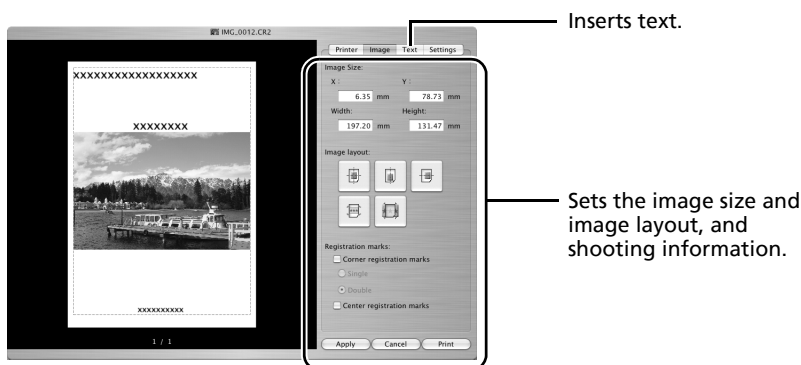 IMG_0012.CR2
Inserts text.
Printer Image Text Settings
Image Size:
X : Y :
6.35 mm 78.73 mm
Width: Height:
197.20 mm 131.47 mm
Image layout:
Registration marks:
Corner registration marks
Single
Double
Center registration marks
Apply Cancel Print
XXXXXXXXXXXXXXXXXX
XXXXXXXX
XXXXXXXXXX
1 / 1
Sets the image size and
image layout, and
shooting information.